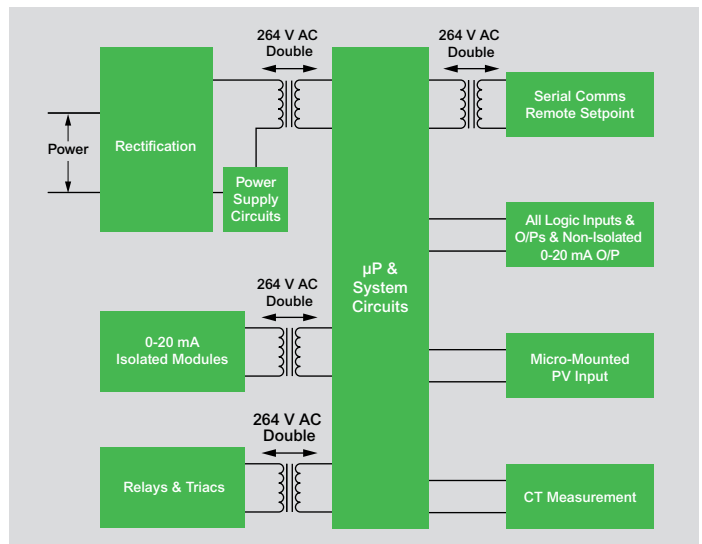 264 V AC
Double
264 V AC
Double
Power
Rectification
Power
Supply
Circuits
Serial Comms
Remote Setpoint
All Logic Inputs &
O/Ps & Non-Isolated
0-20 mA O/P
µP &
System
Circuits
264 V AC
Double
0-20 mA
Isolated Modules
Micro-Mounted
PV Input
264 V AC
Double
Relays & Triacs
CT Measurement